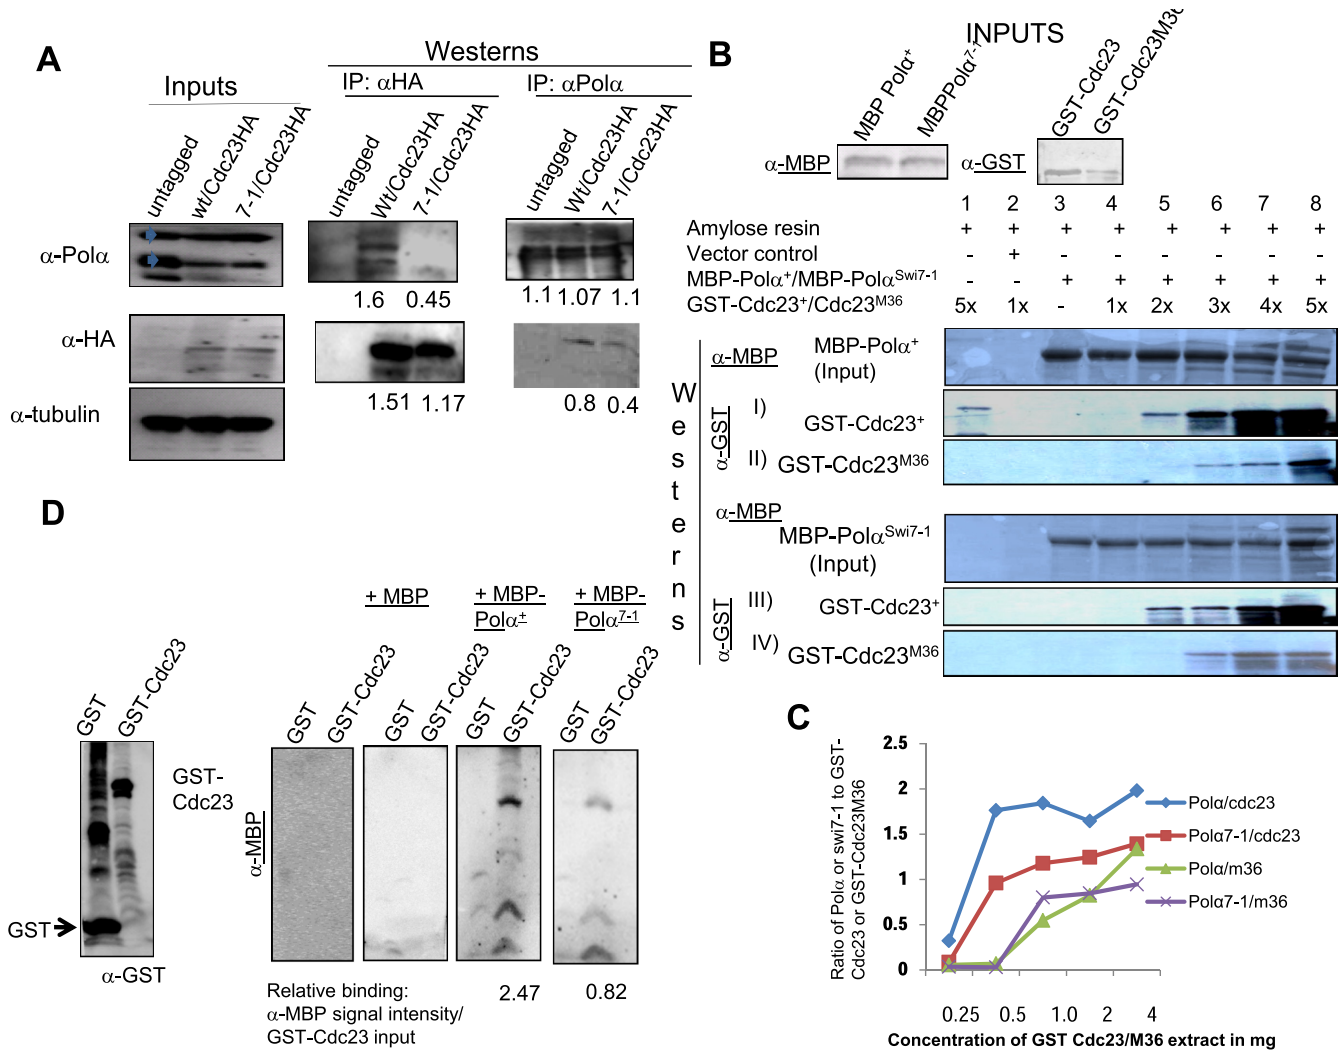 A
Westerns
Inputs
IP: αHA
IP: αPolα
untagged
wt/Cdc23HA
7-1/Cdc23HA
untagged
Wt/Cdc23HA
7-1/Cdc23HA
untagged
Wt/Cdc23HA
7-1/Cdc23HA
α-Polα
1.6 0.45
1.1 1.07 1.1
α-HA
1.51 1.17
0.8 0.4
α-tubulin
B
INPUTS
MBP Polα+
MBPPolα7-1
GST-Cdc23
GST-Cdc23M36
α-MBP
α-GST
1 2 3 4 5 6 7 8
Amylose resin + + + + + + + +
Vector control - + - - - - - -
MBP-Polα+/MBP-PolαSwi7-1 - - + + + + + +
GST-Cdc23+/Cdc23M36 5x 1x - 1x 2x 3x 4x 5x
Westerns
α-MBP
MBP-Polα+
(Input)
α-GST
I) GST-Cdc23+
II) GST-Cdc23M36
α-MBP
MBP-PolαSwi7-1
(Input)
α-GST
III) GST-Cdc23+
IV) GST-Cdc23M36
D
GST
GST-Cdc23
GST-
Cdc23
GST
α-GST
α-MBP
+ MBP
+ MBP-
Polα+
+ MBP-
Polα7-1
GST
GST-Cdc23
GST
GST-Cdc23
GST
GST-Cdc23
GST
GST-Cdc23
Relative binding:
α-MBP signal intensity/
GST-Cdc23 input
2.47 0.82
C
Ratio of Polα or swi7-1 to GST-
Cdc23 or GST-Cdc23M36
2.5
2
1.5
1
0.5
0
0.25 0.5 1.0 2 4
Concentration of GST Cdc23/M36 extract in mg
Polα/cdc23
Polα7-1/cdc23
Polα/m36
Polα7-1/m36